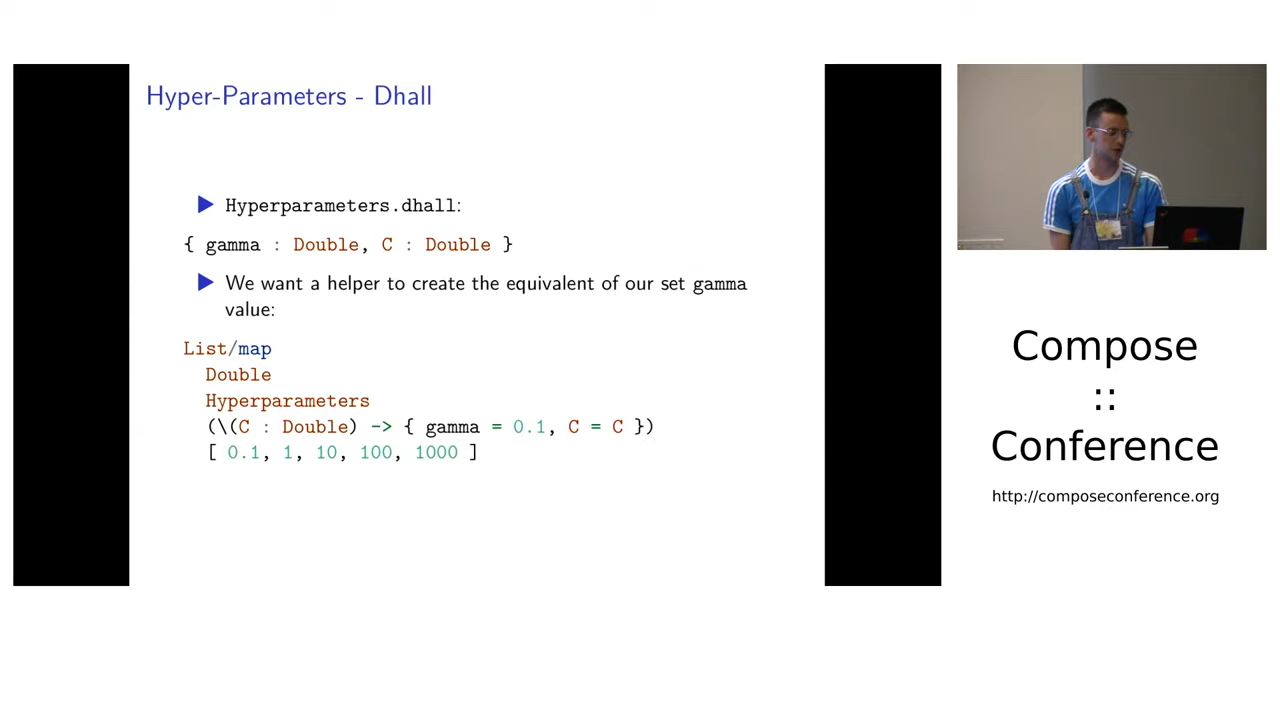 Hyper-Parameters - Dhall
Hyperparameters.dhall:
{ gamma : Double, C : Double }
We want a helper to create the equivalent of our set gamma
value:
List/map
Double
Hyperparameters
(\(C : Double) -> { gamma = 0.1, C = C })
[ 0.1, 1, 10, 100, 1000 ]
Compose
::
Conference
http://composeconference.org